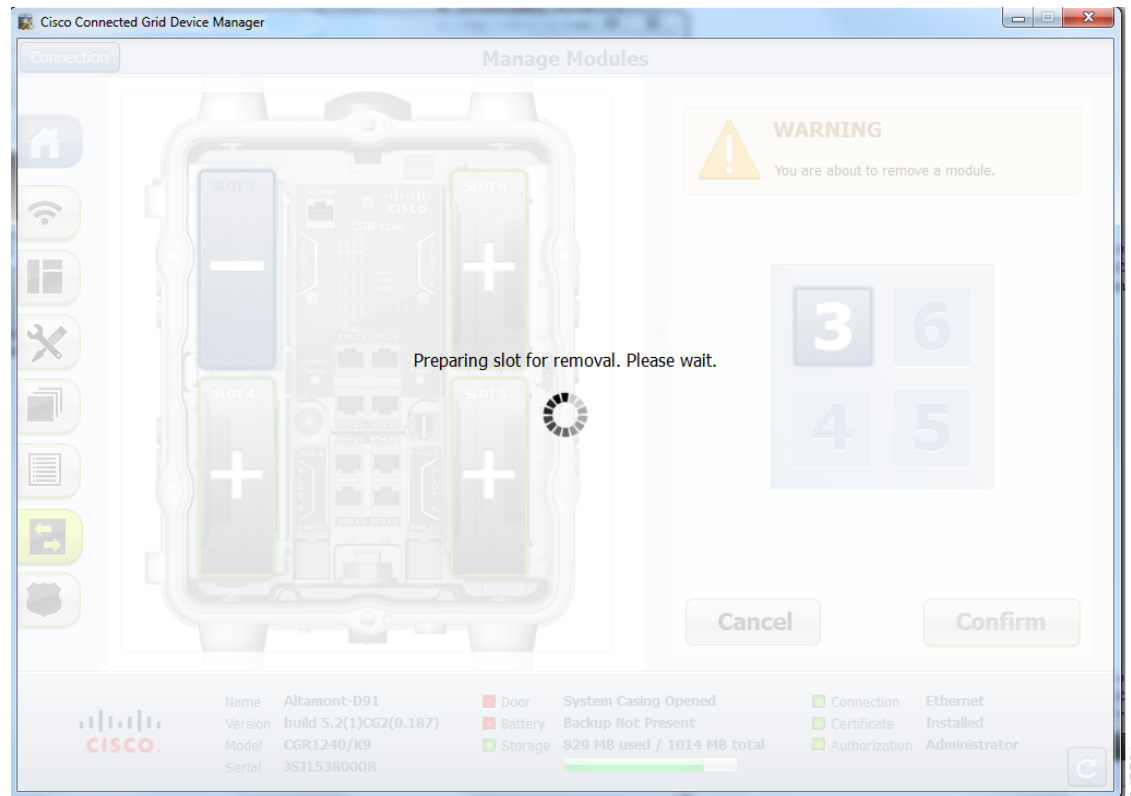 Cisco Connected Grid Device Manager
Connection
Manage Modules
WARNING
You are about to remove a module.
SLOT 3
SLOT 6
CISCO
CGR 1240
3
6
Preparing slot for removal. Please wait.
SLOT 4
SLOT 5
4
5
Cancel
Confirm
Name Altamont-D91
Version build 5.2(1)CG2(0.187)
Model CGR1240/K9
Serial JSJ1538000R
Door System Casing Opened
Battery Backup Not Present
Storage 829 MB used / 1014 MB total
Connection Ethernet
Certificate Installed
Authorization Administrator
CISCO